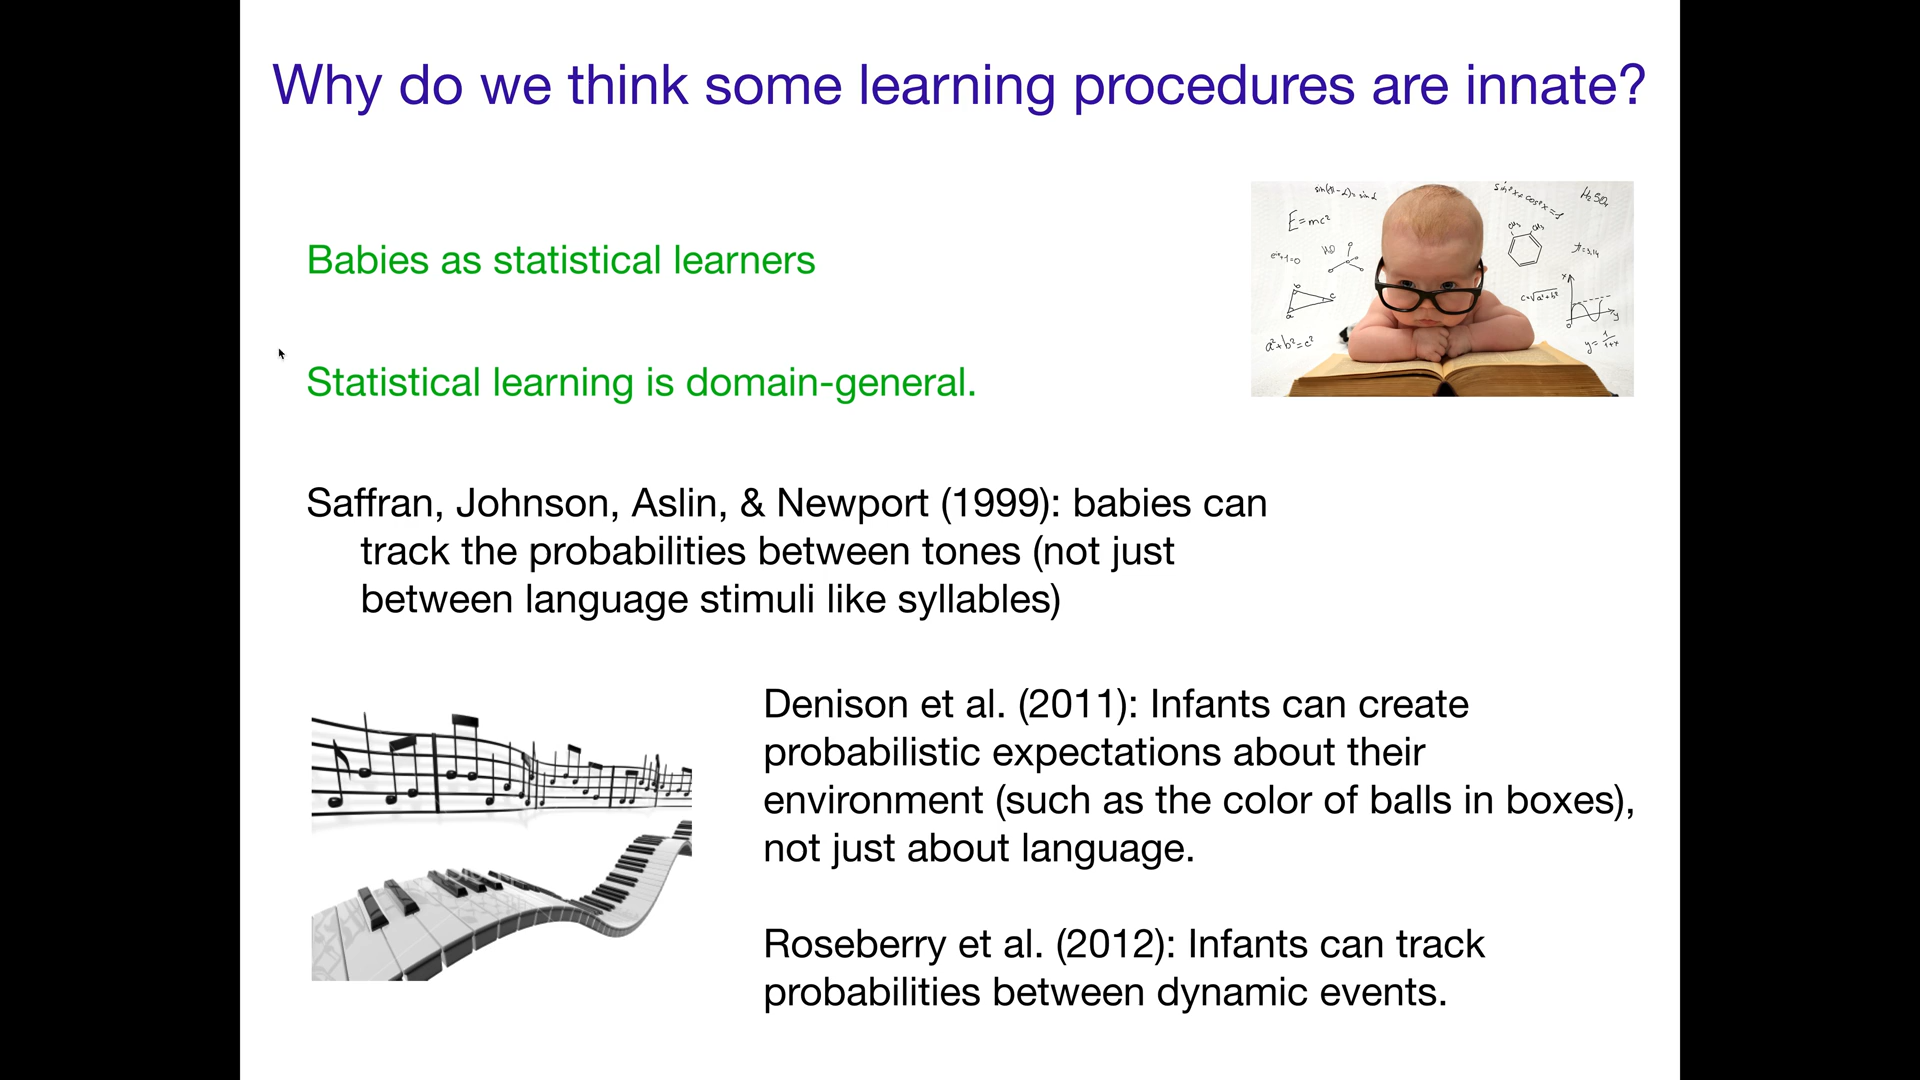 Why do we think some learning procedures are innate?
Babies as statistical learners
Statistical learning is domain-general.
E=mc²
a²+b²=c²
H₂SO₄
Saffran, Johnson, Aslin, & Newport (1999): babies can
track the probabilities between tones (not just
between language stimuli like syllables)
Denison et al. (2011): Infants can create
probabilistic expectations about their
environment (such as the color of balls in boxes),
not just about language.
Roseberry et al. (2012): Infants can track
probabilities between dynamic events.